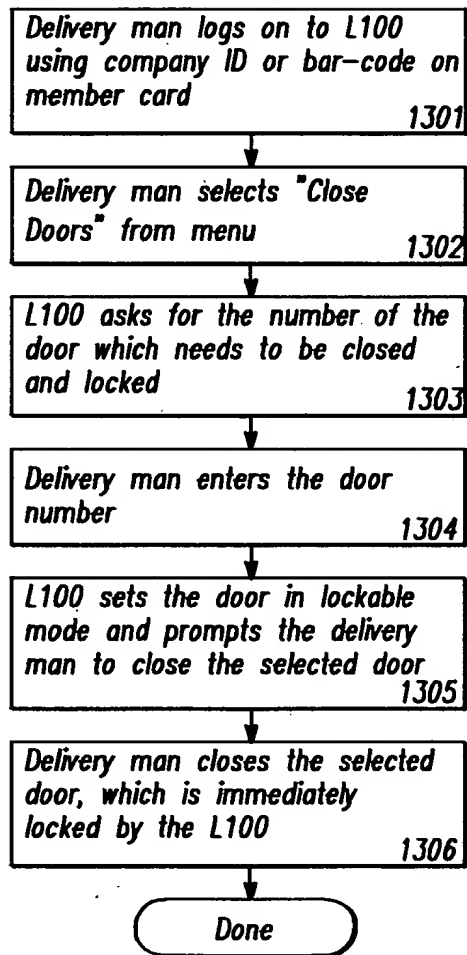 Delivery man logs on to L100
using company ID or bar-code on
member card
1301
Delivery man selects "Close
Doors" from menu
1302
L100 asks for the number of the
door which needs to be closed
and locked
1303
Delivery man enters the door
number
1304
L100 sets the door in lockable
mode and prompts the delivery
man to close the selected door
1305
Delivery man closes the selected
door, which is immediately
locked by the L100
1306
Done